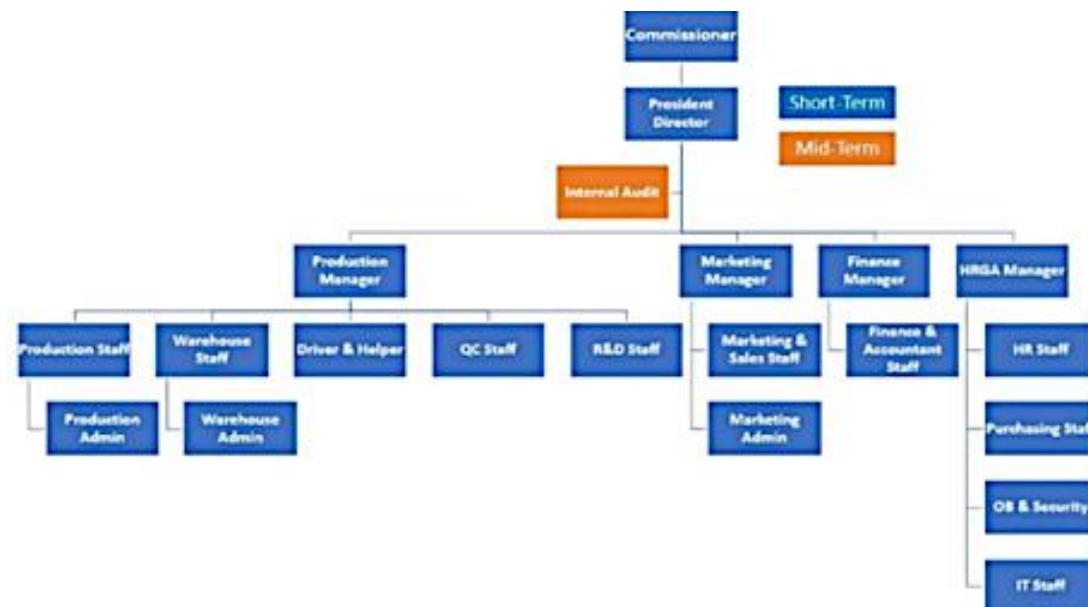 Commissioner
President
Director
Short-Term
Mid-Term
Internal Audit
Production
Manager
Marketing
Manager
Finance
Manager
HRGA Manager
Production Staff
Warehouse
Staff
Driver & Helper
QC Staff
R&D Staff
Marketing &
Sales Staff
Finance &
Accountant
Staff
HR Staff
Production
Admin
Warehouse
Admin
Marketing
Admin
Purchasing Staf
OB & Security
IT Staff